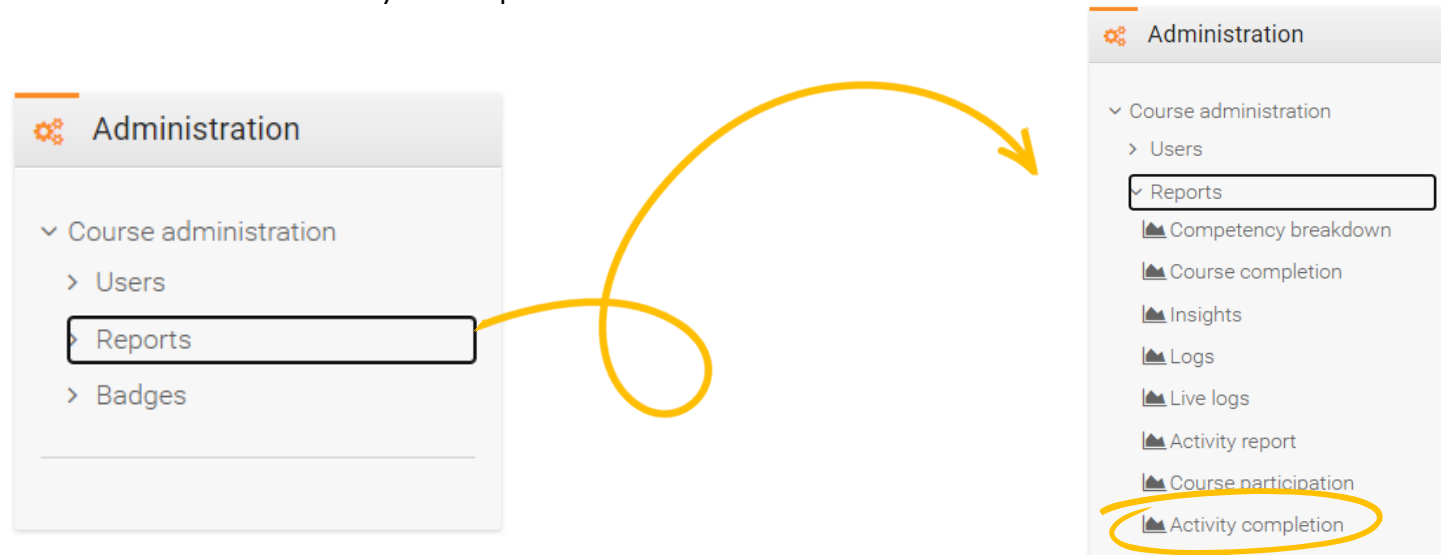 Administration
Course administration
Users
Reports
Badges
Administration
Course administration
Users
Reports
Competency breakdown
Course completion
Insights
Logs
Live logs
Activity report
Course participation
Activity completion